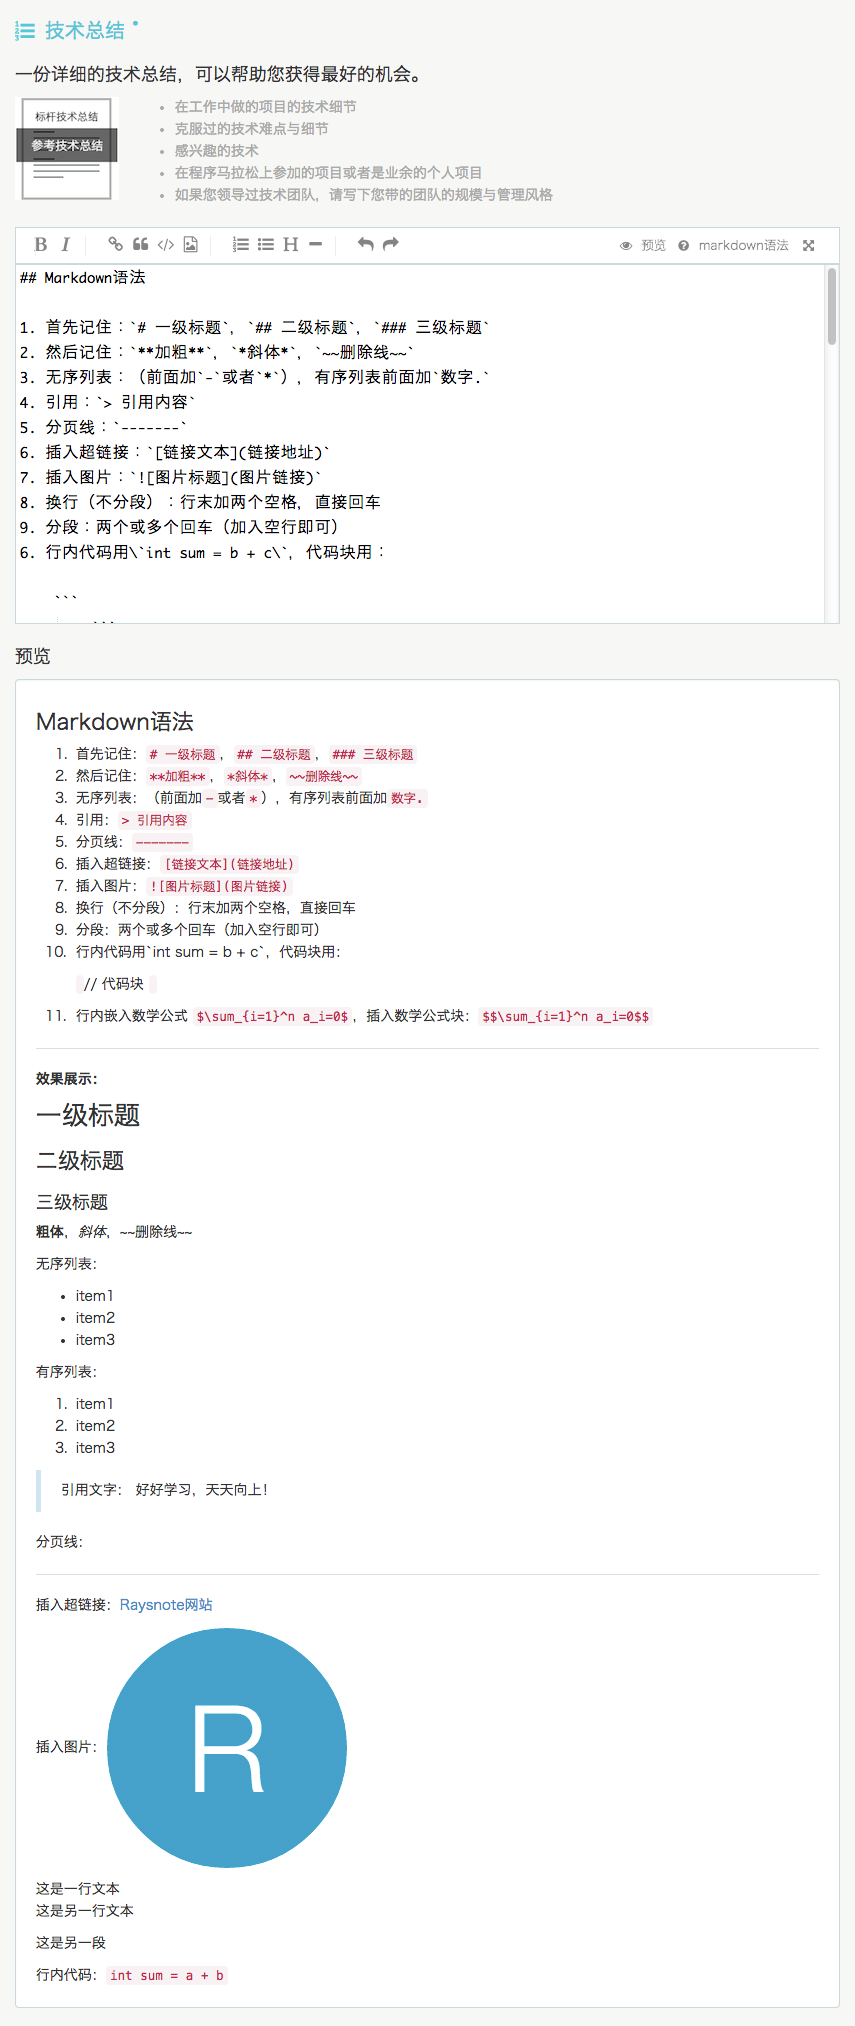 技术总结
一份详细的技术总结，可以帮助您获得最好的机会。
标杆技术总结
参考技术总结
• 在工作中做的项目的技术细节
• 克服过的技术难点与细节
• 感兴趣的技术
• 在程序马拉松上参加的项目或者是业余的个人项目
• 如果您领导过技术团队，请写下您带的团队的规模与管理风格
B I </> H 预览 markdown语法
## Markdown语法
1. 首先记住：`# 一级标题`，`## 二级标题`，`### 三级标题`
2. 然后记住：`**加粗**`，`*斜体*`，`~~删除线~~`
3. 无序列表：（前面加`-`或者`*`），有序列表前面加`数字.`
4. 引用：`> 引用内容`
5. 分页线：`-------`
6. 插入超链接：`[链接文本](链接地址)`
7. 插入图片：`![图片标题](图片链接)`
8. 换行（不分段）：行末加两个空格，直接回车
9. 分段：两个或多个回车（加入空行即可）
6. 行内代码用\`int sum = b + c\`，代码块用：
```
预览
Markdown语法
1. 首先记住： # 一级标题 ， ## 二级标题 ， ### 三级标题
2. 然后记住： **加粗** ， *斜体* ， ~~删除线~~
3. 无序列表：（前面加 - 或者 * ），有序列表前面加 数字.
4. 引用： > 引用内容
5. 分页线： -------
6. 插入超链接： [链接文本](链接地址)
7. 插入图片： ![图片标题](图片链接)
8. 换行（不分段）：行末加两个空格，直接回车
9. 分段：两个或多个回车（加入空行即可）
10. 行内代码用`int sum = b + c`，代码块用：
// 代码块
11. 行内嵌入数学公式 $\sum_{i=1}^n a_i=0$ ，插入数学公式块： $$\sum_{i=1}^n a_i=0$$
效果展示：
一级标题
二级标题
三级标题
粗体，斜体，~~删除线~~
无序列表：
• item1
• item2
• item3
有序列表：
1. item1
2. item2
3. item3
引用文字： 好好学习，天天向上！
分页线：
插入超链接：Raysnote网站
R
插入图片：
这是一行文本
这是另一行文本
这是另一段
行内代码： int sum = a + b